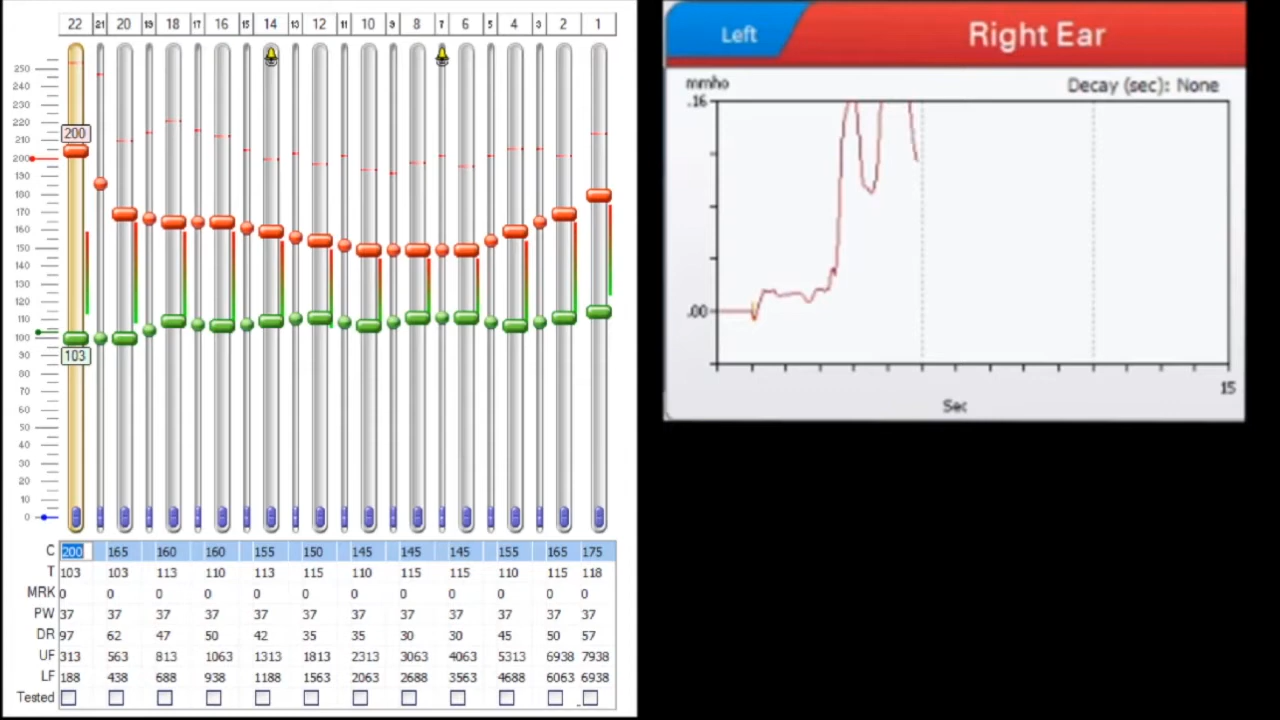 22 21 20 19 18 17 16 15 14 13 12 11 10 9 8 7 6 5 4 3 2 1
250
240
230
220
210
200
200
190
180
170
160
150
140
130
120
110
100
103
90
80
70
60
50
40
30
20
10
0
C 200 165 160 160 155 150 145 145 145 155 165 175
T 103 103 113 110 113 115 110 115 115 110 115 118
MRK 0 0 0 0 0 0 0 0 0 0 0 0
PW 37 37 37 37 37 37 37 37 37 37 37 37
DR 97 62 47 50 42 35 35 30 30 45 50 57
UF 313 563 813 1063 1313 1813 2313 3063 4063 5313 6938 7938
LF 188 438 688 938 1188 1563 2063 2688 3563 4688 6063 6938
Tested
Left Right Ear
mmho Decay (sec): None
.16
.00
15
Sec